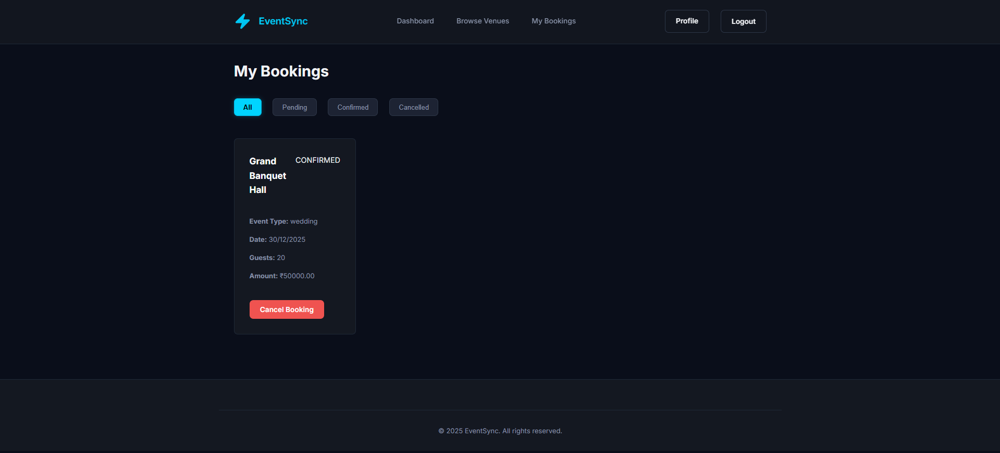 EventSync
Dashboard
Browse Venues
My Bookings
Profile
Logout
My Bookings
All
Pending
Confirmed
Cancelled
Grand
Banquet
Hall
CONFIRMED
Event Type: wedding
Date: 30/12/2025
Guests: 20
Amount: ₹50000.00
Cancel Booking
© 2025 EventSync. All rights reserved.